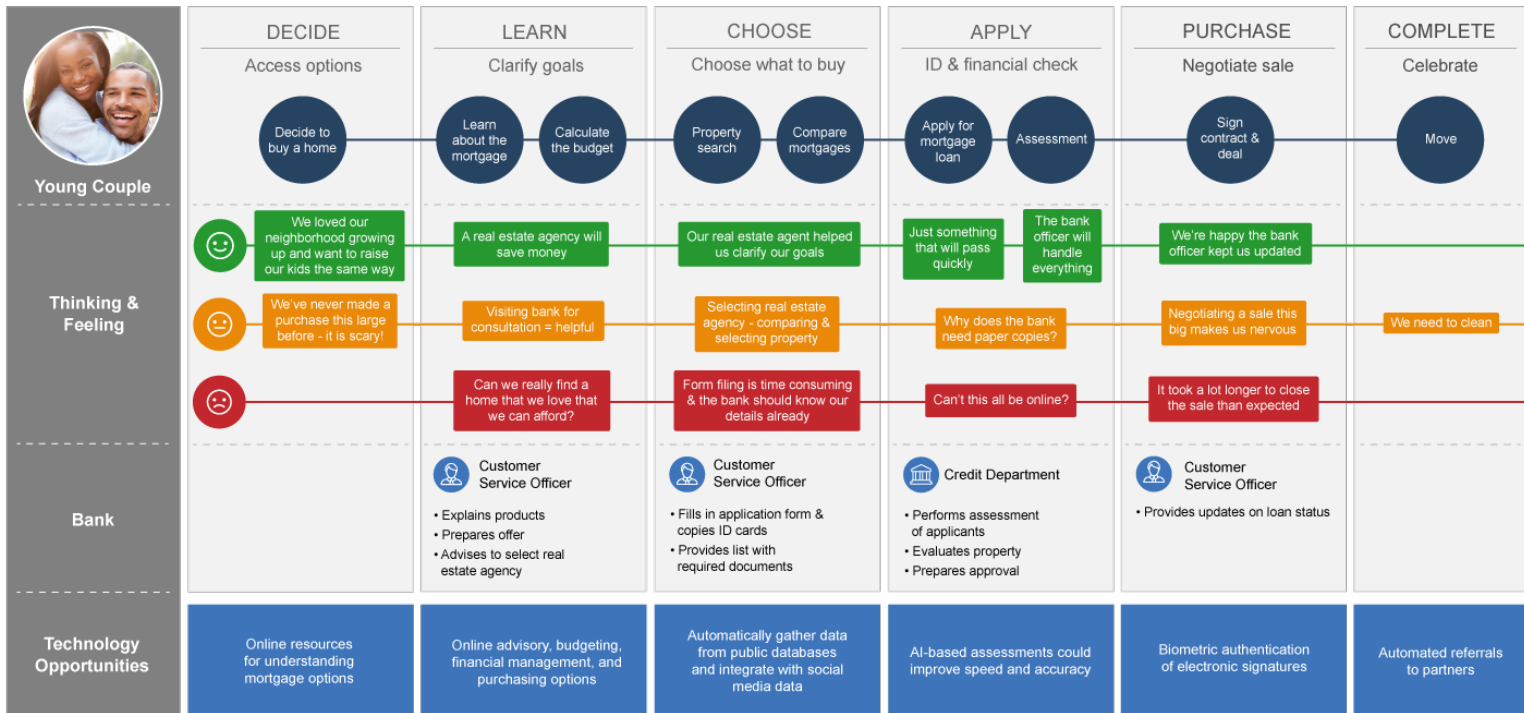 DECIDE
Access options
LEARN
Clarify goals
CHOOSE
Choose what to buy
APPLY
ID & financial check
PURCHASE
Negotiate sale
COMPLETE
Celebrate
Young Couple
Decide to
buy a home
Learn
about the
mortgage
Calculate
the budget
Property
search
Compare
mortgages
Apply for
mortgage
loan
Assessment
Sign
contract &
deal
Move
Thinking &
Feeling
We loved our
neighborhood growing
up and want to raise
our kids the same way
A real estate agency will
save money
Our real estate agent helped
us clarify our goals
Just something
that will pass
quickly
The bank
officer will
handle
everything
We're happy the bank
officer kept us updated
We've never made a
purchase this large
before - it is scary!
Visiting bank for
consultation = helpful
Selecting real estate
agency - comparing &
selecting property
Why does the bank
need paper copies?
Negotiating a sale this
big makes us nervous
We need to clean
Can we really find a
home that we love that
we can afford?
Form filing is time consuming
& the bank should know our
details already
Can't this all be online?
It took a lot longer to close
the sale than expected
Bank
Customer
Service Officer
• Explains products
• Prepares offer
• Advises to select real
estate agency
Customer
Service Officer
• Fills in application form &
copies ID cards
• Provides list with
required documents
Credit Department
• Performs assessment
of applicants
• Evaluates property
• Prepares approval
Customer
Service Officer
• Provides updates on loan status
Technology
Opportunities
Online resources
for understanding
mortgage options
Online advisory, budgeting,
financial management, and
purchasing options
Automatically gather data
from public databases
and integrate with social
media data
AI-based assessments could
improve speed and accuracy
Biometric authentication
of electronic signatures
Automated referrals
to partners